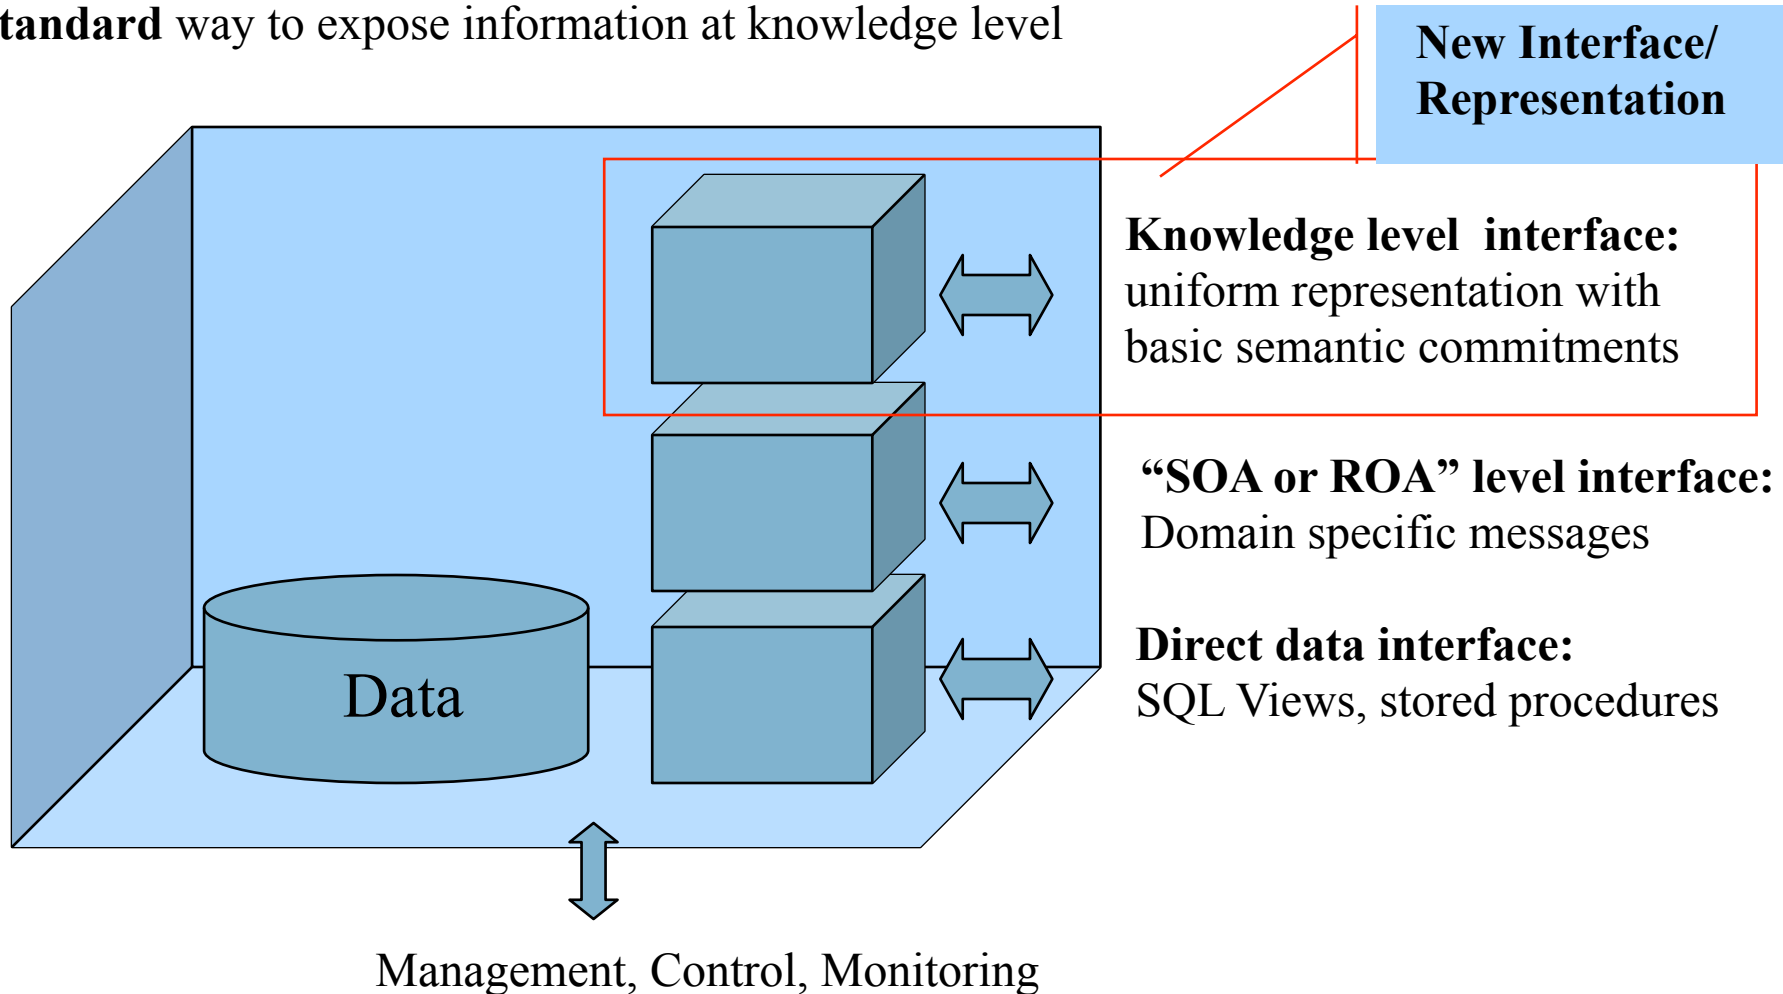 tandard way to expose information at knowledge level
New Interface/
Representation
Knowledge level interface:
uniform representation with
basic semantic commitments
“SOA or ROA” level interface:
Domain specific messages
Direct data interface:
SQL Views, stored procedures
Data
Management, Control, Monitoring